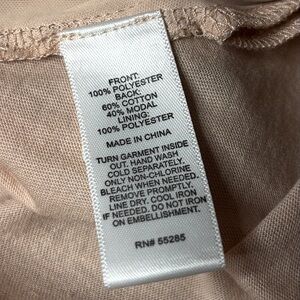 FRONT:
100% POLYESTER
BACK:
60% COTTON
40% MODAL
LINING:
100% POLYESTER
MADE IN CHINA
TURN GARMENT INSIDE
OUT. HAND WASH
COLD SEPARATELY.
ONLY NON-CHLORINE
BLEACH WHEN NEEDED.
REMOVE PROMPTLY.
LINE DRY. COOL IRON
IF NEEDED. DO NOT IRON
ON EMBELLISHMENT.
RN# 55285